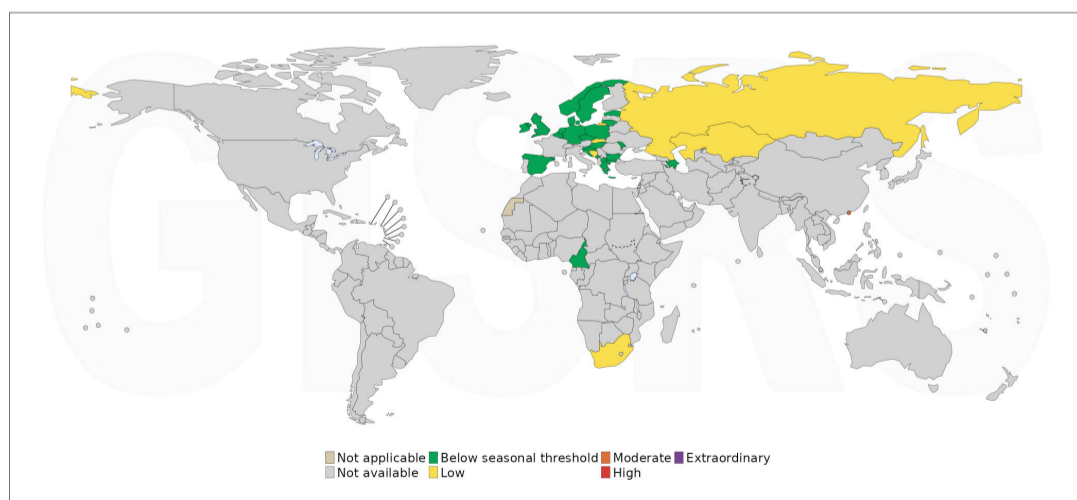 GISRS
Not applicable Below seasonal threshold Moderate Extraordinary
Not available Low High